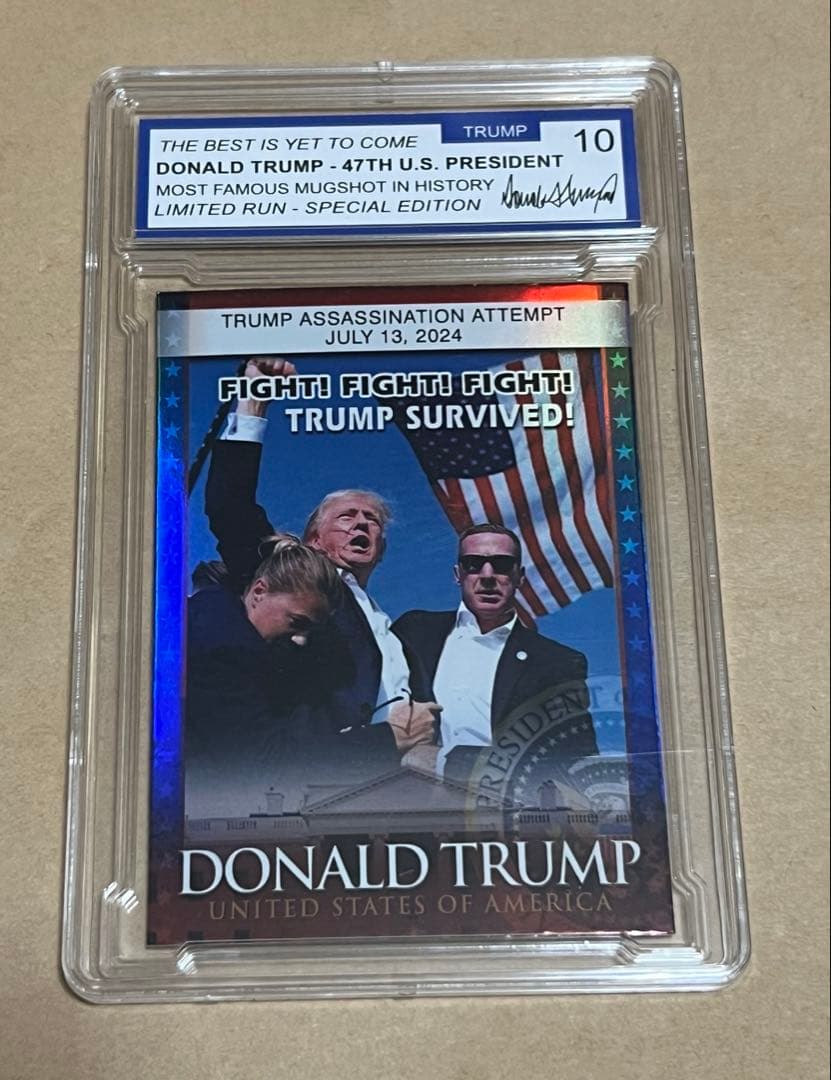 THE BEST IS YET TO COME
TRUMP
10
DONALD TRUMP - 47TH U.S. PRESIDENT
MOST FAMOUS MUGSHOT IN HISTORY
LIMITED RUN - SPECIAL EDITION
TRUMP ASSASSINATION ATTEMPT
JULY 13, 2024
FIGHT! FIGHT! FIGHT!
TRUMP SURVIVED!
PRESIDENT
DONALD TRUMP
UNITED STATES OF AMERICA